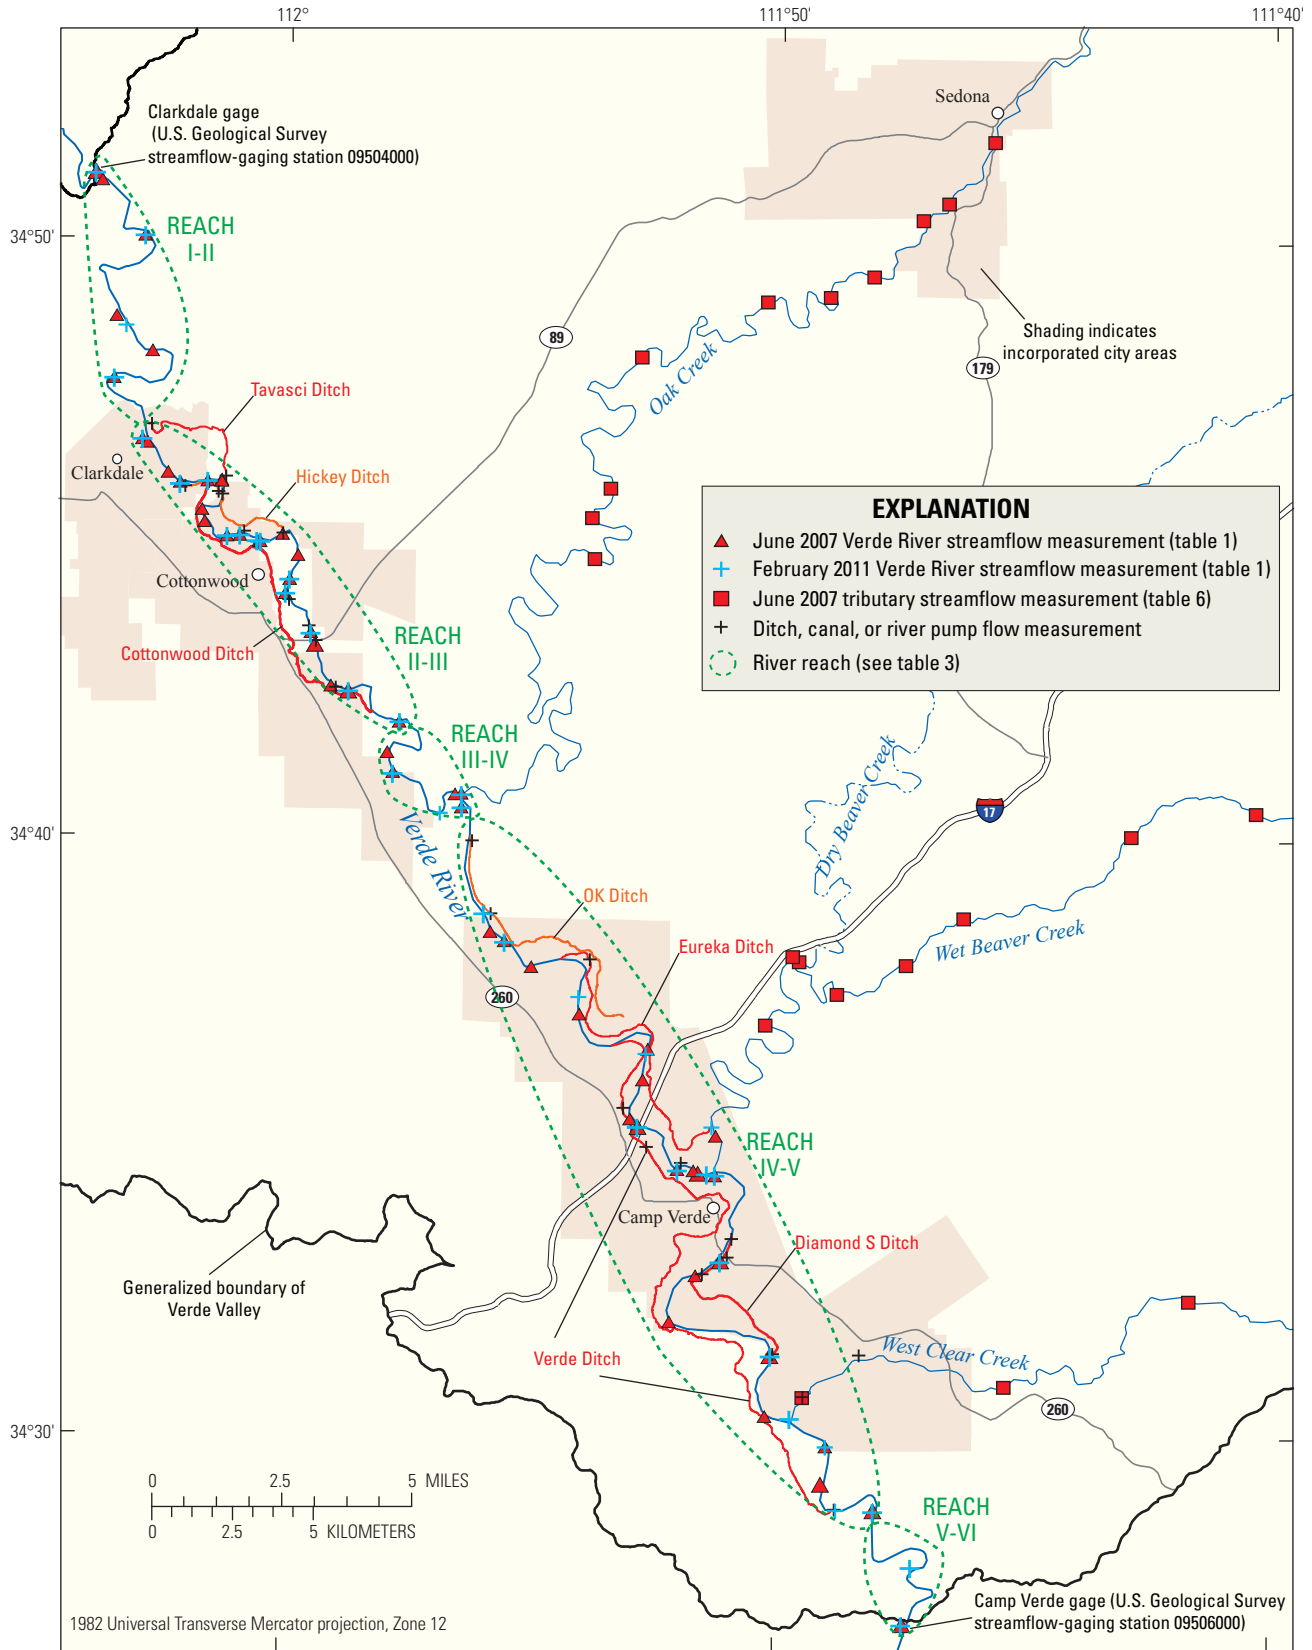 112°
111°50'
111°40'
Sedona
Clarkdale gage
(U.S. Geological Survey
streamflow-gaging station 09504000)
REACH
I-II
34°50'
Shading indicates
incorporated city areas
89
179
Oak Creek
Tavasci Ditch
Clarkdale
Hickey Ditch
EXPLANATION
June 2007 Verde River streamflow measurement (table 1)
February 2011 Verde River streamflow measurement (table 1)
June 2007 tributary streamflow measurement (table 6)
Ditch, canal, or river pump flow measurement
River reach (see table 3)
Cottonwood
Cottonwood Ditch
REACH
II-III
REACH
III-IV
17
34°40'
Verde River
Dry Beaver Creek
OK Ditch
Eureka Ditch
Wet Beaver Creek
260
REACH
IV-V
Camp Verde
Diamond S Ditch
Generalized boundary of
Verde Valley
Verde Ditch
West Clear Creek
260
34°30'
0 2.5 5 MILES
0 2.5 5 KILOMETERS
REACH
V-VI
Camp Verde gage (U.S. Geological Survey
streamflow-gaging station 09506000)
1982 Universal Transverse Mercator projection, Zone 12